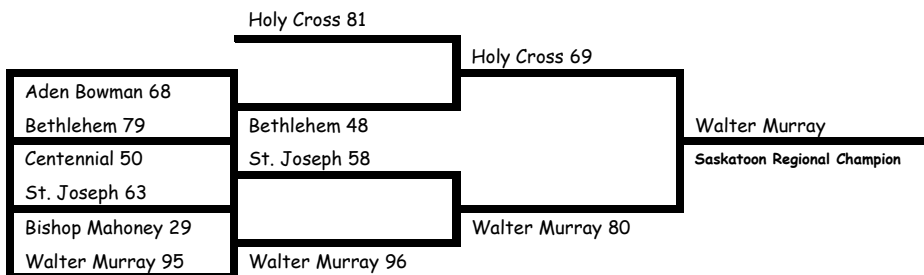 Holy Cross 81
Holy Cross 69
Aden Bowman 68
Bethlehem 79
Bethlehem 48
Walter Murray
Centennial 50
St. Joseph 58
Saskatoon Regional Champion
St. Joseph 63
Bishop Mahoney 29
Walter Murray 80
Walter Murray 95
Walter Murray 96